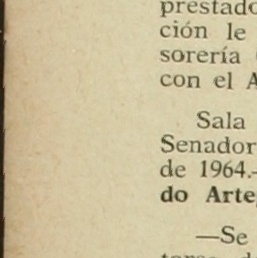 prestado
ción le
sorería
con el A
Sala
Senador
de 1964.—
do Arte
—Se